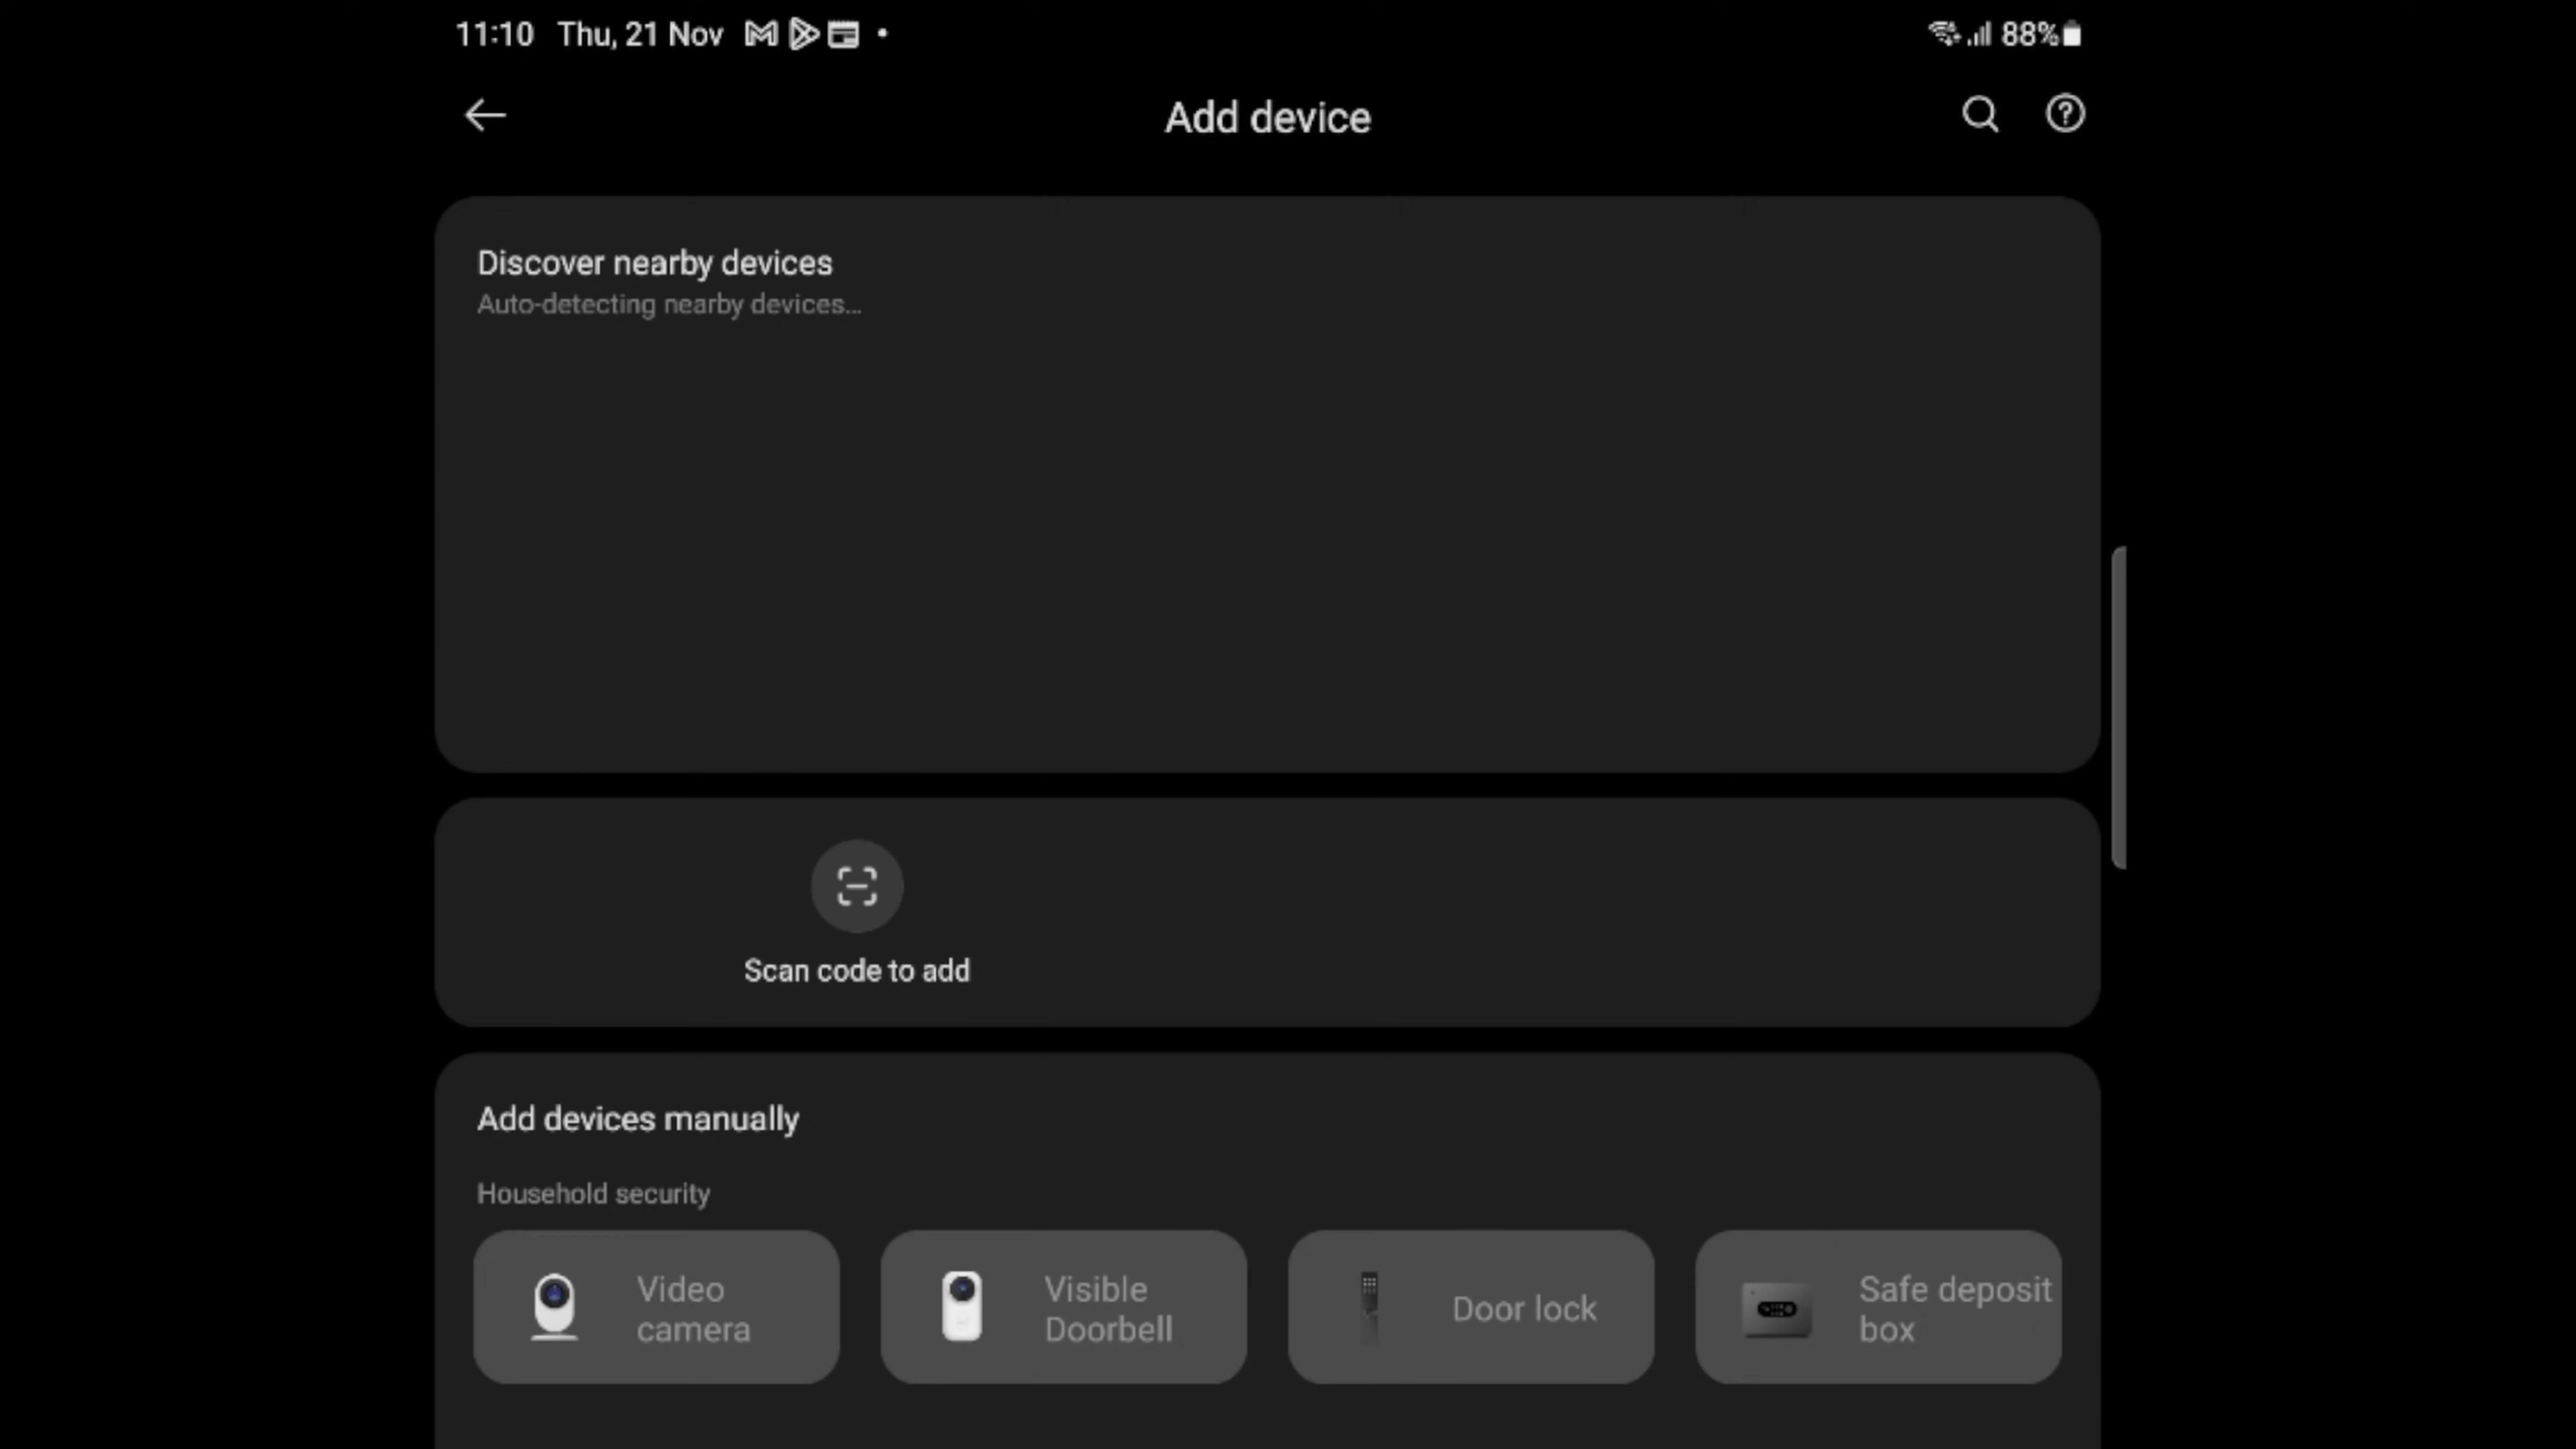 11:10 Thu, 21 Nov 88%
Add device
Discover nearby devices
Auto-detecting nearby devices...
Scan code to add
Add devices manually
Household security
Video
camera
Visible
Doorbell
Door lock
Safe deposit
box